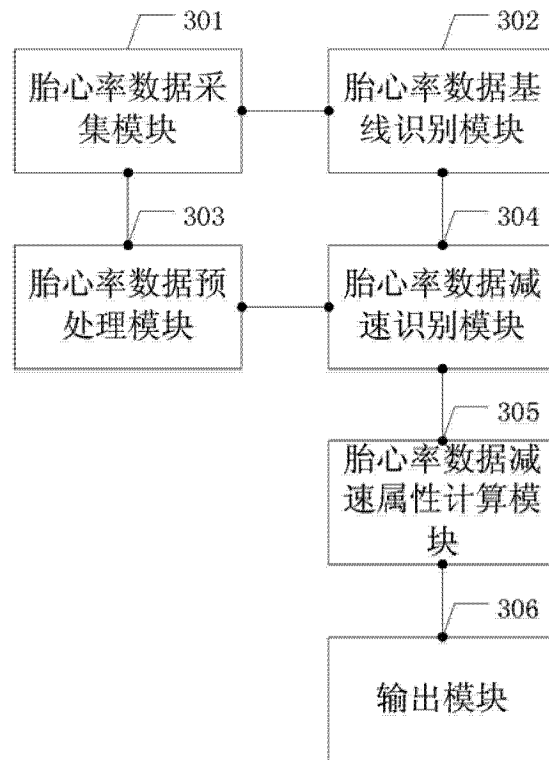 301
胎心率数据采
集模块
302
胎心率数据基
线识别模块
303
胎心率数据预
处理模块
304
胎心率数据减
速识别模块
305
胎心率数据减
速属性计算模
块
306
输出模块